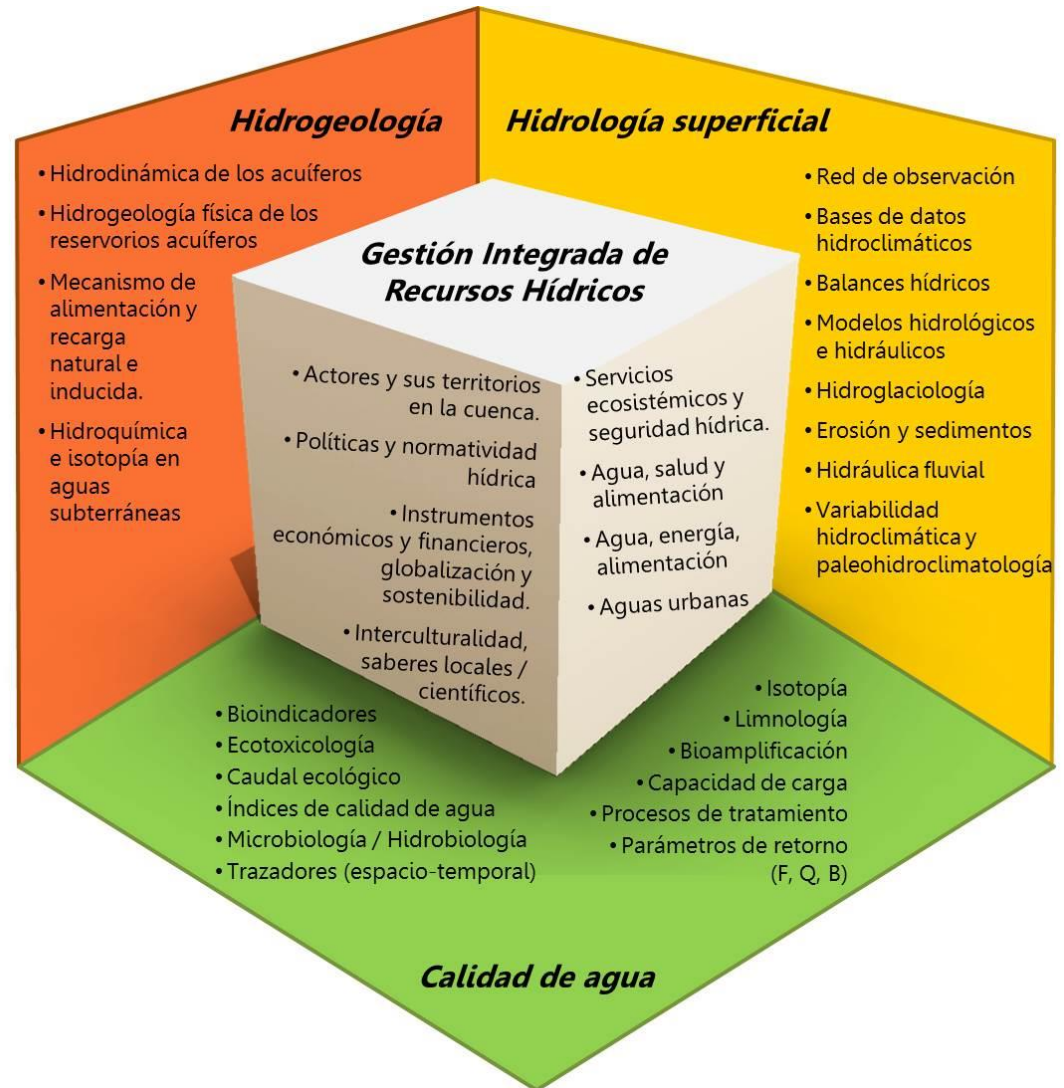 Hidrogeología
• Hidrodinámica de los acuíferos
• Hidrogeología física de los
reservorios acuíferos
• Mecanismo de
alimentación y
recarga
natural e
inducida.
• Hidroquímica
e isotopía en
aguas
subterráneas
Hidrología superficial
• Red de observación
• Bases de datos
hidroclimáticos
• Balances hídricos
• Modelos hidrológicos
e hidráulicos
• Hidroglaciología
• Erosión y sedimentos
• Hidráulica fluvial
• Variabilidad
hidroclimática y
paleohidroclimatología
Gestión Integrada de
Recursos Hídricos
• Actores y sus territorios
en la cuenca.
• Políticas y normatividad
hídrica
• Instrumentos
económicos y financieros,
globalización y
sostenibilidad.
• Interculturalidad,
saberes locales /
científicos.
• Servicios
ecosistémicos y
seguridad hídrica.
• Agua, salud y
alimentación
• Agua, energía,
alimentación
• Aguas urbanas
• Bioindicadores
• Ecotoxicología
• Caudal ecológico
• Índices de calidad de agua
• Microbiología / Hidrobiología
• Trazadores (espacio-temporal)
• Isotopía
• Limnología
• Bioamplificación
• Capacidad de carga
• Procesos de tratamiento
• Parámetros de retorno
(F, Q, B)
Calidad de agua